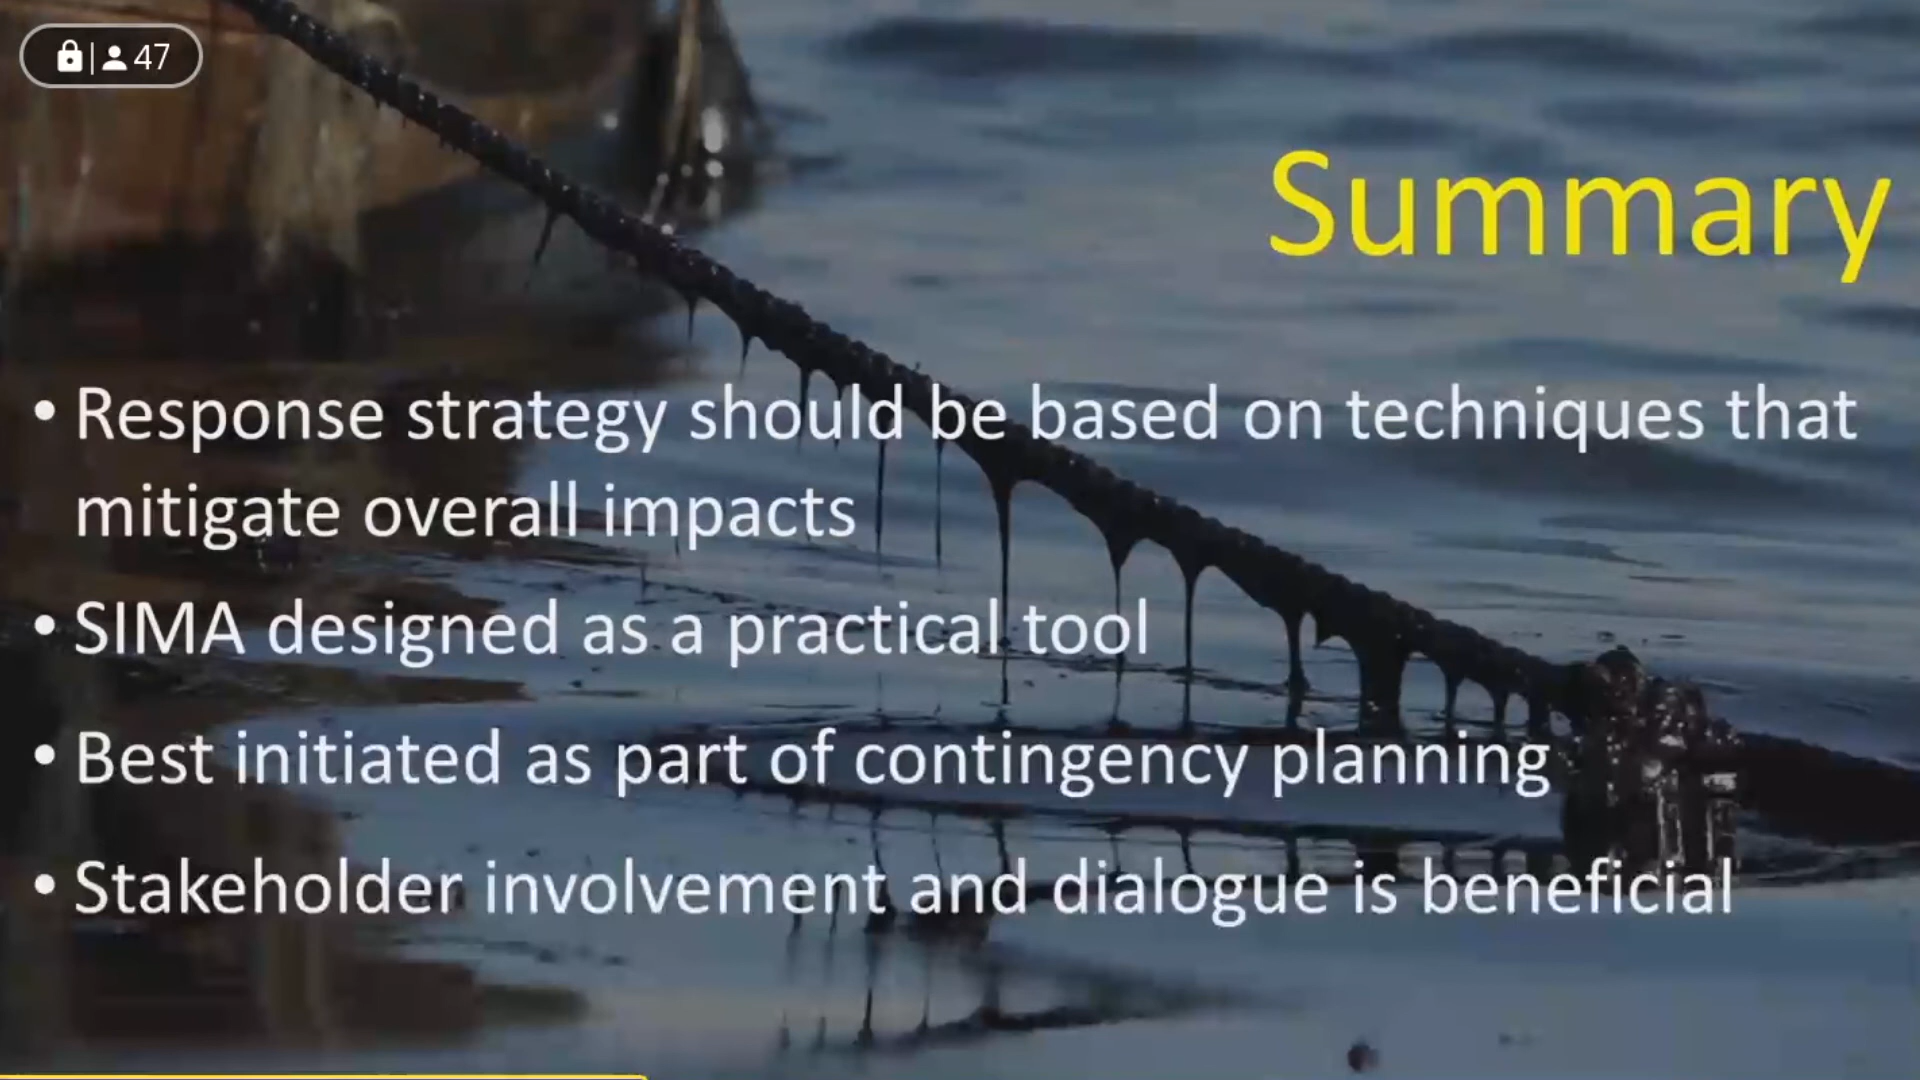 47
Summary
• Response strategy should be based on techniques that
mitigate overall impacts
• SIMA designed as a practical tool
• Best initiated as part of contingency planning
• Stakeholder involvement and dialogue is beneficial